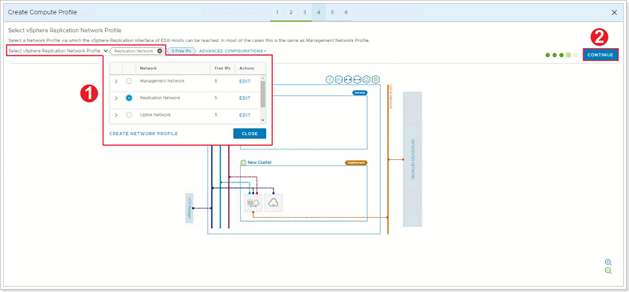 Create Compute Profile
1 2 3 4 5 6
Select vSphere Replication Network Profile
Select a Network Profile via which the vSphere Replication interface of ESXi Hosts can be reached. In most of the cases this is the same as Management Network Profile.
Select vSphere Replication Network Profile
Replication Network
5 Free IPs
ADVANCED CONFIGURATIONS
2
CONTINUE
1
Network Free IPs Actions
Management Network 5 EDIT
Replication Network 5 EDIT
Uplink Network 5 EDIT
CREATE NETWORK PROFILE
CLOSE
New Cluster